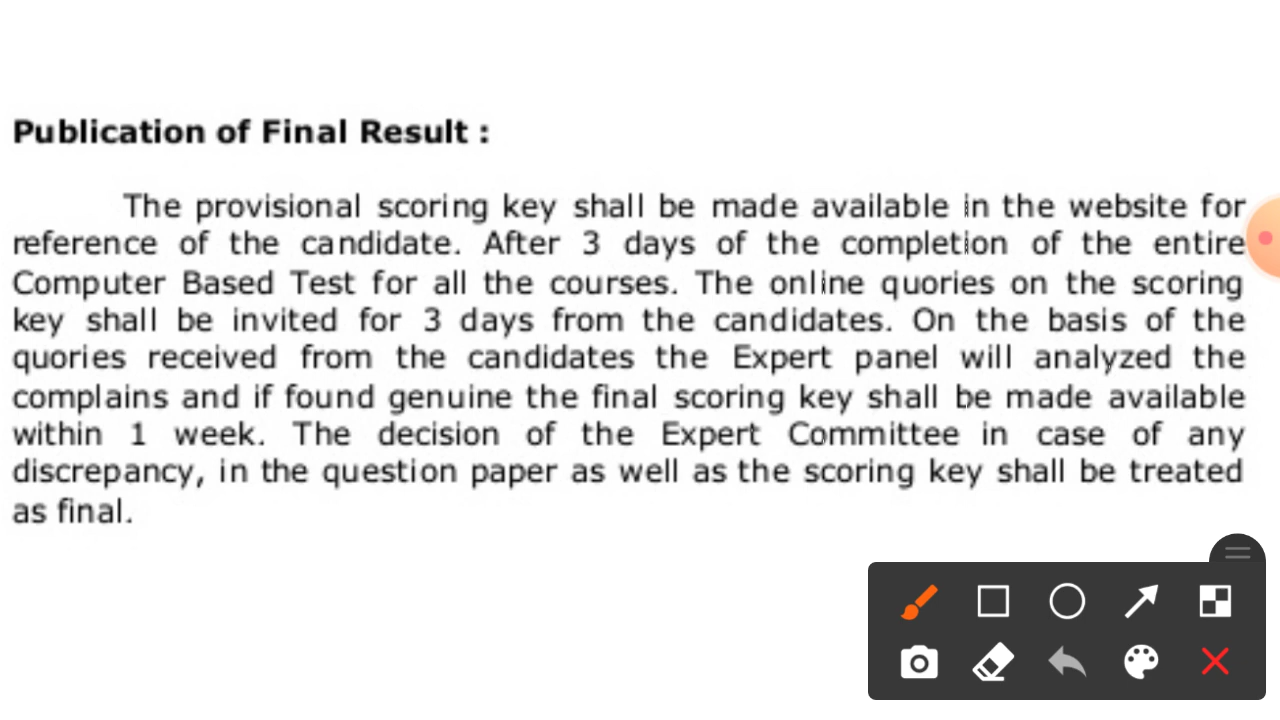 Publication of Final Result :
The provisional scoring key shall be made available in the website for
reference of the candidate. After 3 days of the completion of the entire
Computer Based Test for all the courses. The online quories on the scoring
key shall be invited for 3 days from the candidates. On the basis of the
quories received from the candidates the Expert panel will analyzed the
complains and if found genuine the final scoring key shall be made available
within 1 week. The decision of the Expert Committee in case of any
discrepancy, in the question paper as well as the scoring key shall be treated
as final.